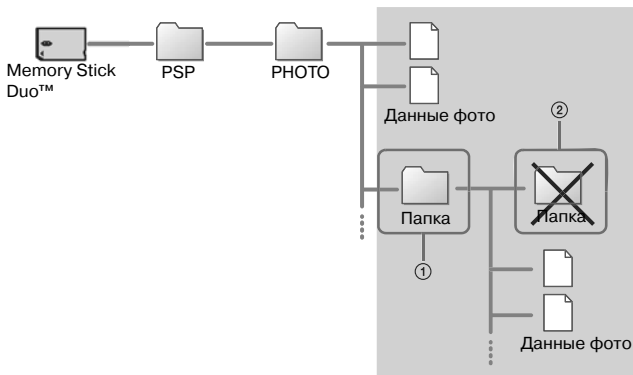 Memory Stick
Duo™
PSP
PHOTO
Данные фото
②
Папка
Папка
①
Данные фото